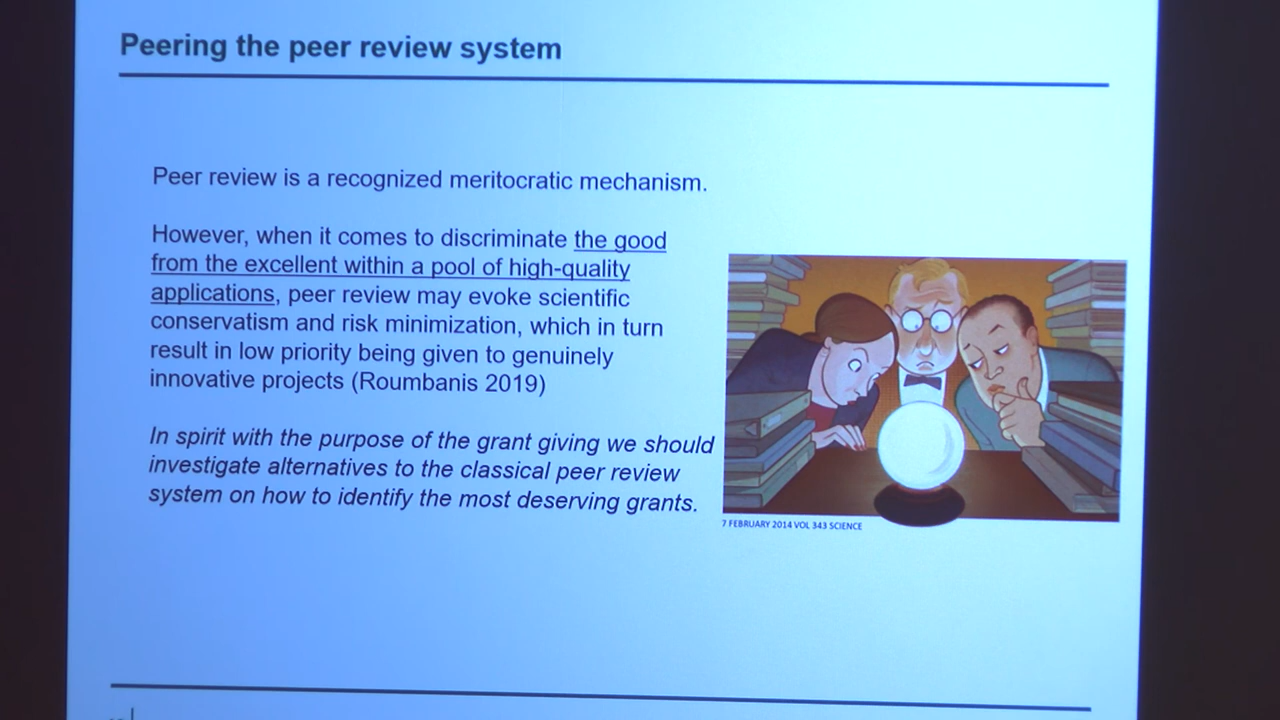 Peering the peer review system
Peer review is a recognized meritocratic mechanism.
However, when it comes to discriminate the good
from the excellent within a pool of high-quality
applications, peer review may evoke scientific
conservatism and risk minimization, which in turn
result in low priority being given to genuinely
innovative projects (Roumbanis 2019)
In spirit with the purpose of the grant giving we should
investigate alternatives to the classical peer review
system on how to identify the most deserving grants.
7 FEBRUARY 2014 VOL 343 SCIENCE